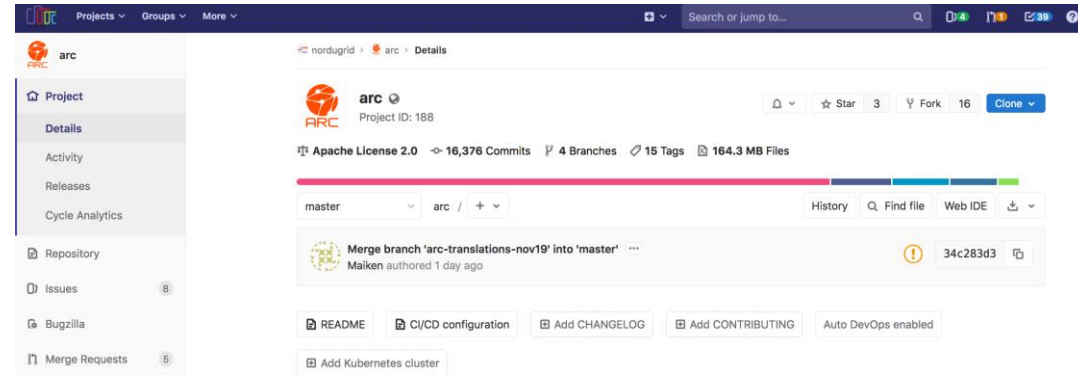 Projects Groups More Search or jump to... 4 1 39
arc nordugrid > arc > Details
Project
Details
Activity
Releases
Cycle Analytics
Repository
Issues 8
Bugzilla
Merge Requests 5
ARC
arc
Project ID: 188
Star 3 Fork 16 Clone
Apache License 2.0 16,376 Commits 4 Branches 15 Tags 164.3 MB Files
master arc / + History Find file Web IDE
Merge branch 'arc-translations-nov19' into 'master' ...
Maiken authored 1 day ago
34c283d3
README CI/CD configuration Add CHANGELOG Add CONTRIBUTING Auto DevOps enabled
Add Kubernetes cluster